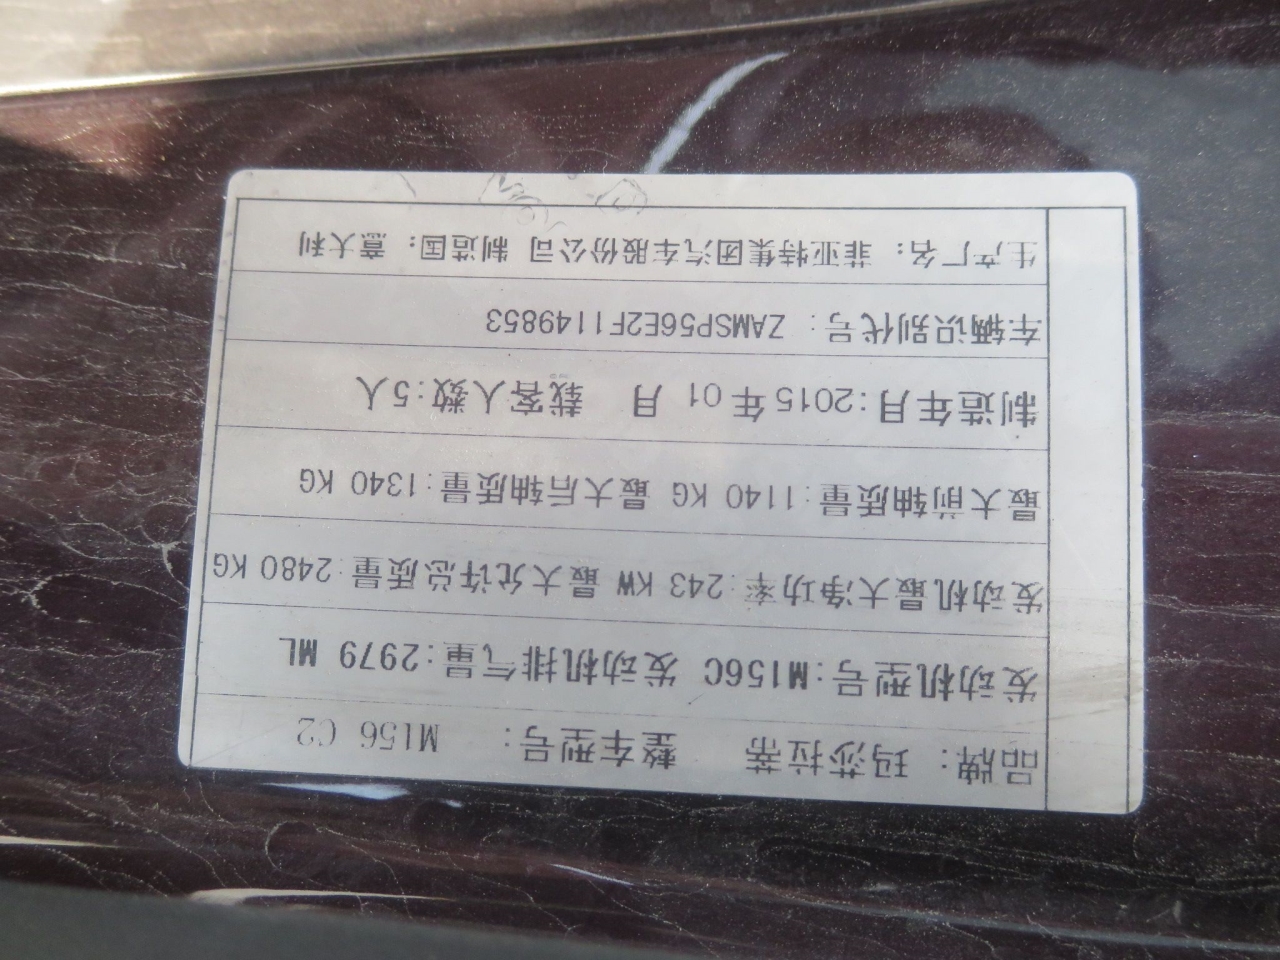 品牌: 玛莎拉蒂 整车型号: M156 C2
发动机型号:M156C 发动机排气量:2979 ML
发动机最大净功率:243 KW 最大允许总质量:2480 KG
最大前轴质量:1140 KG 最大后轴质量:1340 KG
制造年月:2015年01 月 载客人数:5人
车辆识别代号: ZAMSP56E2F1149853
生产厂名: 菲亚特集团汽车股份公司 制造国: 意大利